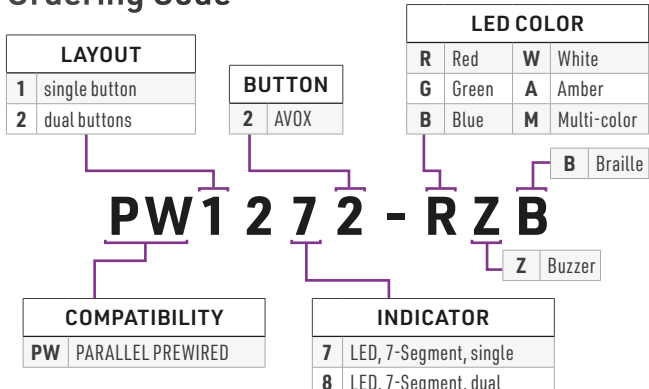 Ordering Code
LED COLOR
R Red W White
G Green A Amber
B Blue M Multi-color
LAYOUT
1 single button
2 dual buttons
BUTTON
2 AVOX
B Braille
PW1272-RZB
Z Buzzer
COMPATIBILITY
PW PARALLEL PREWIRED
INDICATOR
7 LED, 7-Segment, single
8 LED, 7-Segment, dual